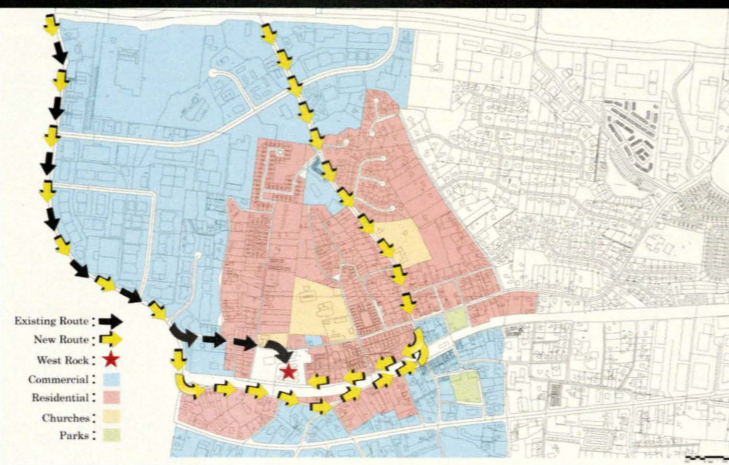 Existing Route :
New Route :
West Rock :
Commercial :
Residential :
Churches :
Parks :